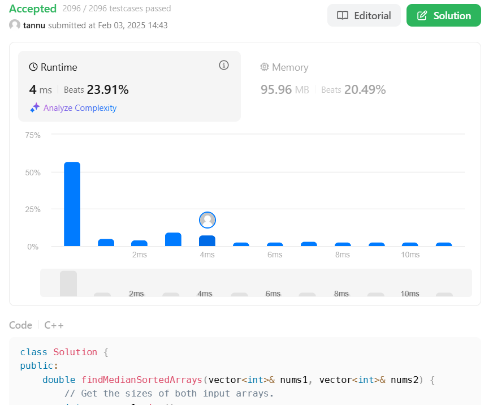 Accepted 2096 / 2096 testcases passed
tannu submitted at Feb 03, 2025 14:43
Editorial
Solution
Runtime
4 ms Beats 23.91%
Analyze Complexity
Memory
95.96 MB Beats 20.49%
75%
50%
25%
0%
2ms 4ms 6ms 8ms 10ms
2ms 4ms 6ms 8ms 10ms
Code C++
class Solution {
public:
double findMedianSortedArrays(vector<int>& nums1, vector<int>& nums2) {
// Get the sizes of both input arrays.